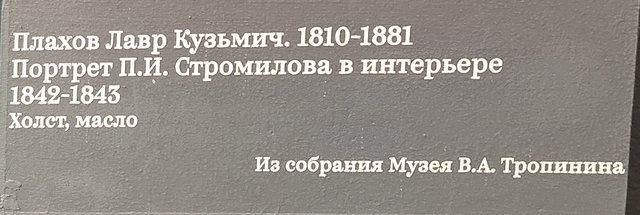 Плахов Лавр Кузьмич. 1810-1881
Портрет П.И. Стромилова в интерьере
1842-1843
Холст, масло
Из собрания Музея В.А. Тропинина